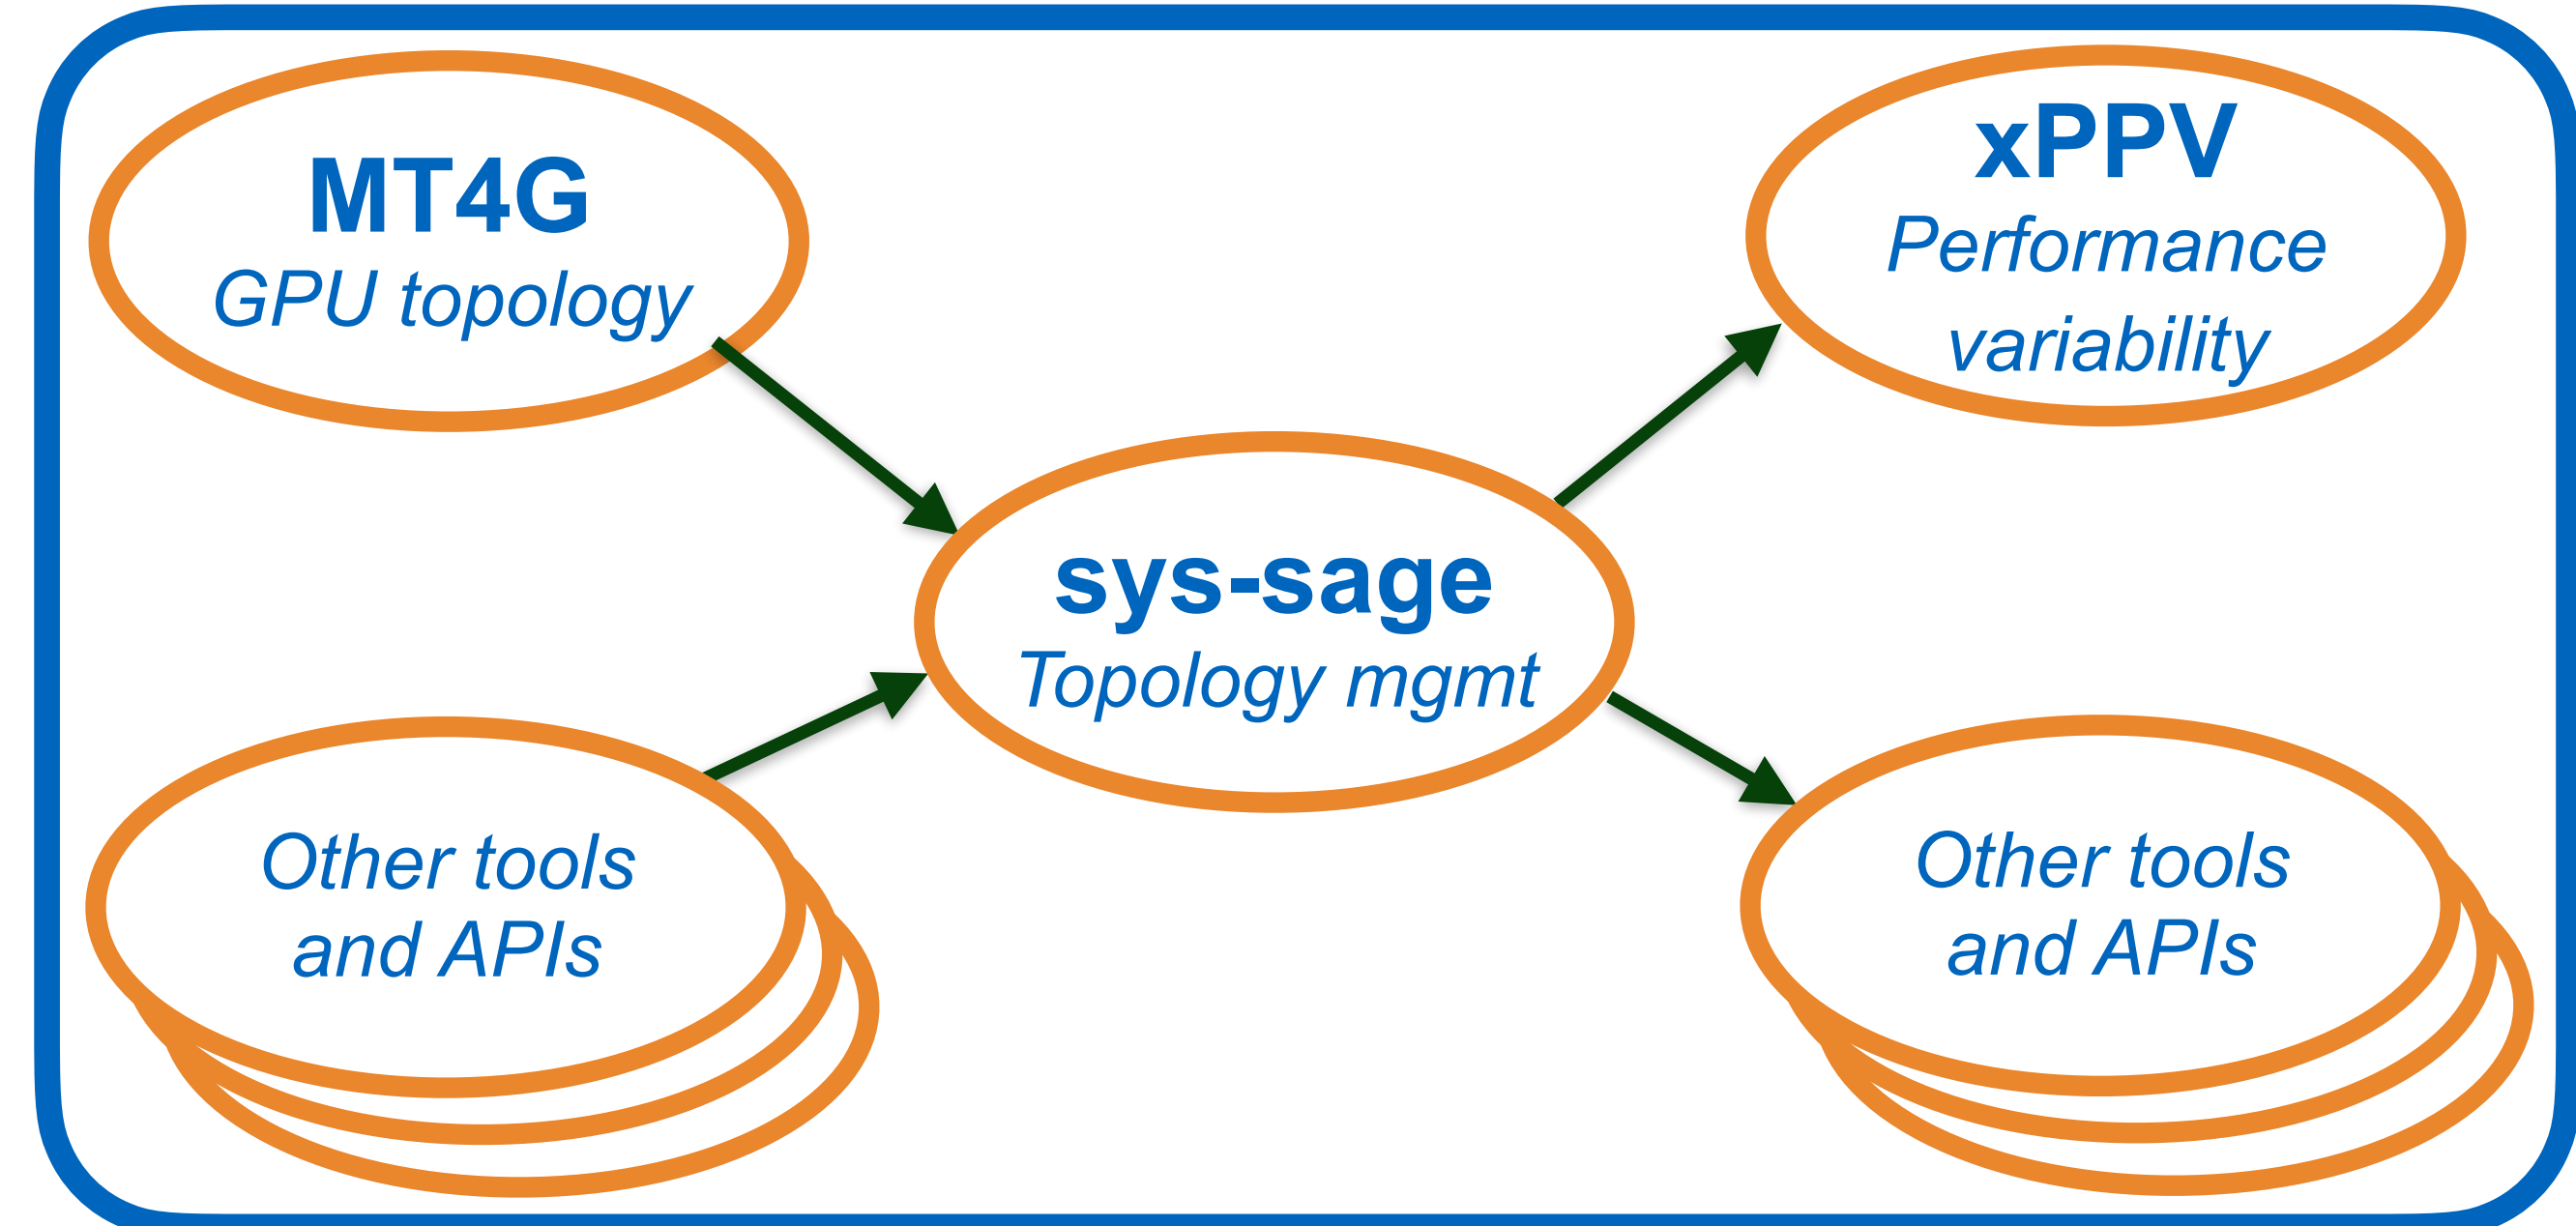 MT4G
GPU topology
xPPV
Performance
variability
sys-sage
Topology mgmt
Other tools
and APIs
Other tools
and APIs